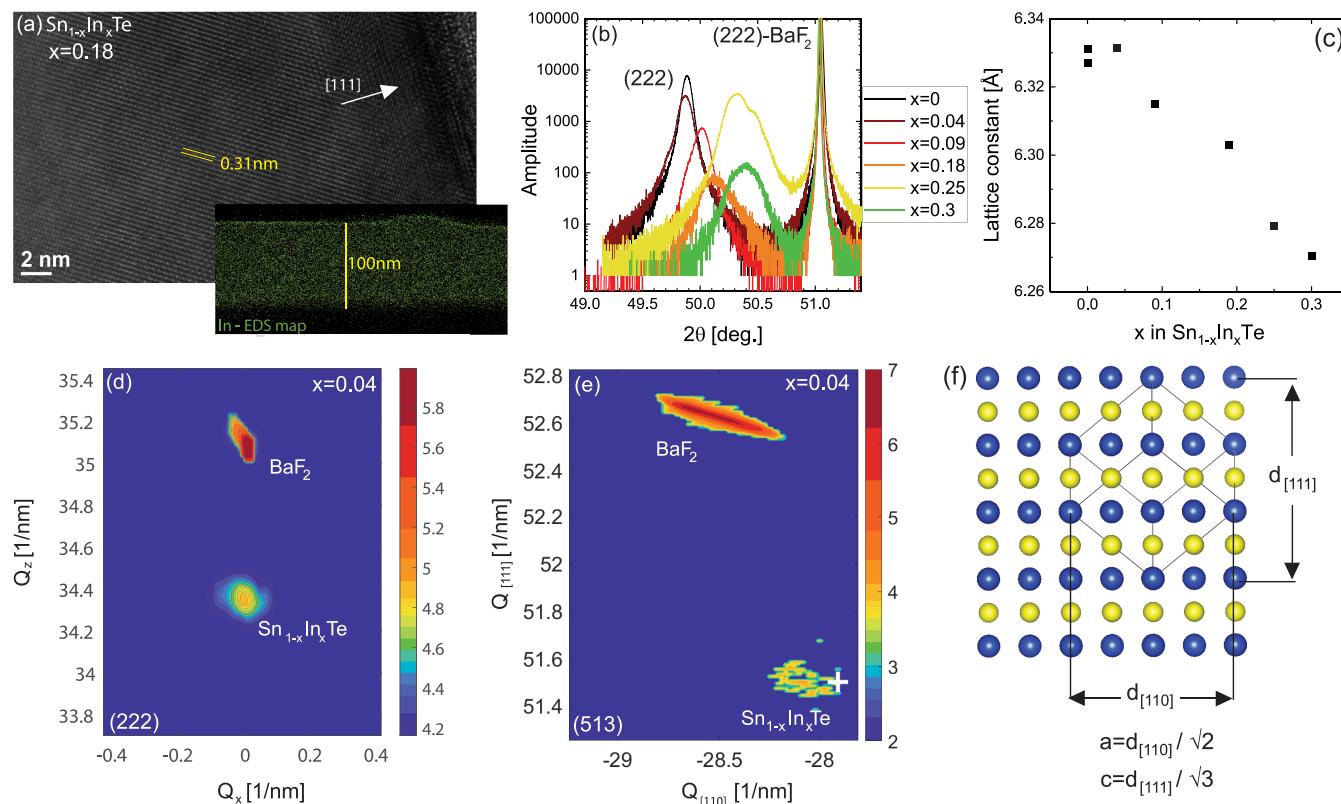 (a) Sn1-xInxTe
x=0.18
[111]
0.31nm
2 nm
100nm
In - EDS map
(b)
(222)-BaF2
(222)
100000
10000
1000
100
10
1
Amplitude
49.0 49.5 50.0 50.5 51.0
2θ [deg.]
x=0
x=0.04
x=0.09
x=0.18
x=0.25
x=0.3
(c)
6.34
6.32
6.30
6.28
6.26
Lattice constant [Å]
0.0 0.1 0.2 0.3
x in Sn1-xInxTe
(d) x=0.04
35.4
35.2
35
34.8
34.6
34.4
34.2
34
33.8
Qz [1/nm]
BaF2
Sn1-xInxTe
(222)
-0.4 -0.2 0 0.2 0.4
Qx [1/nm]
5.8
5.6
5.4
5.2
5
4.8
4.6
4.4
4.2
(e) x=0.04
52.8
52.6
52.4
52.2
52
51.8
51.6
51.4
Q[111] [1/nm]
BaF2
Sn1-xInxTe
(513)
-29 -28.5 -28
Q[110] [1/nm]
7
6
5
4
3
2
(f)
d[111]
d[110]
a=d[110] / √2
c=d[111] / √3